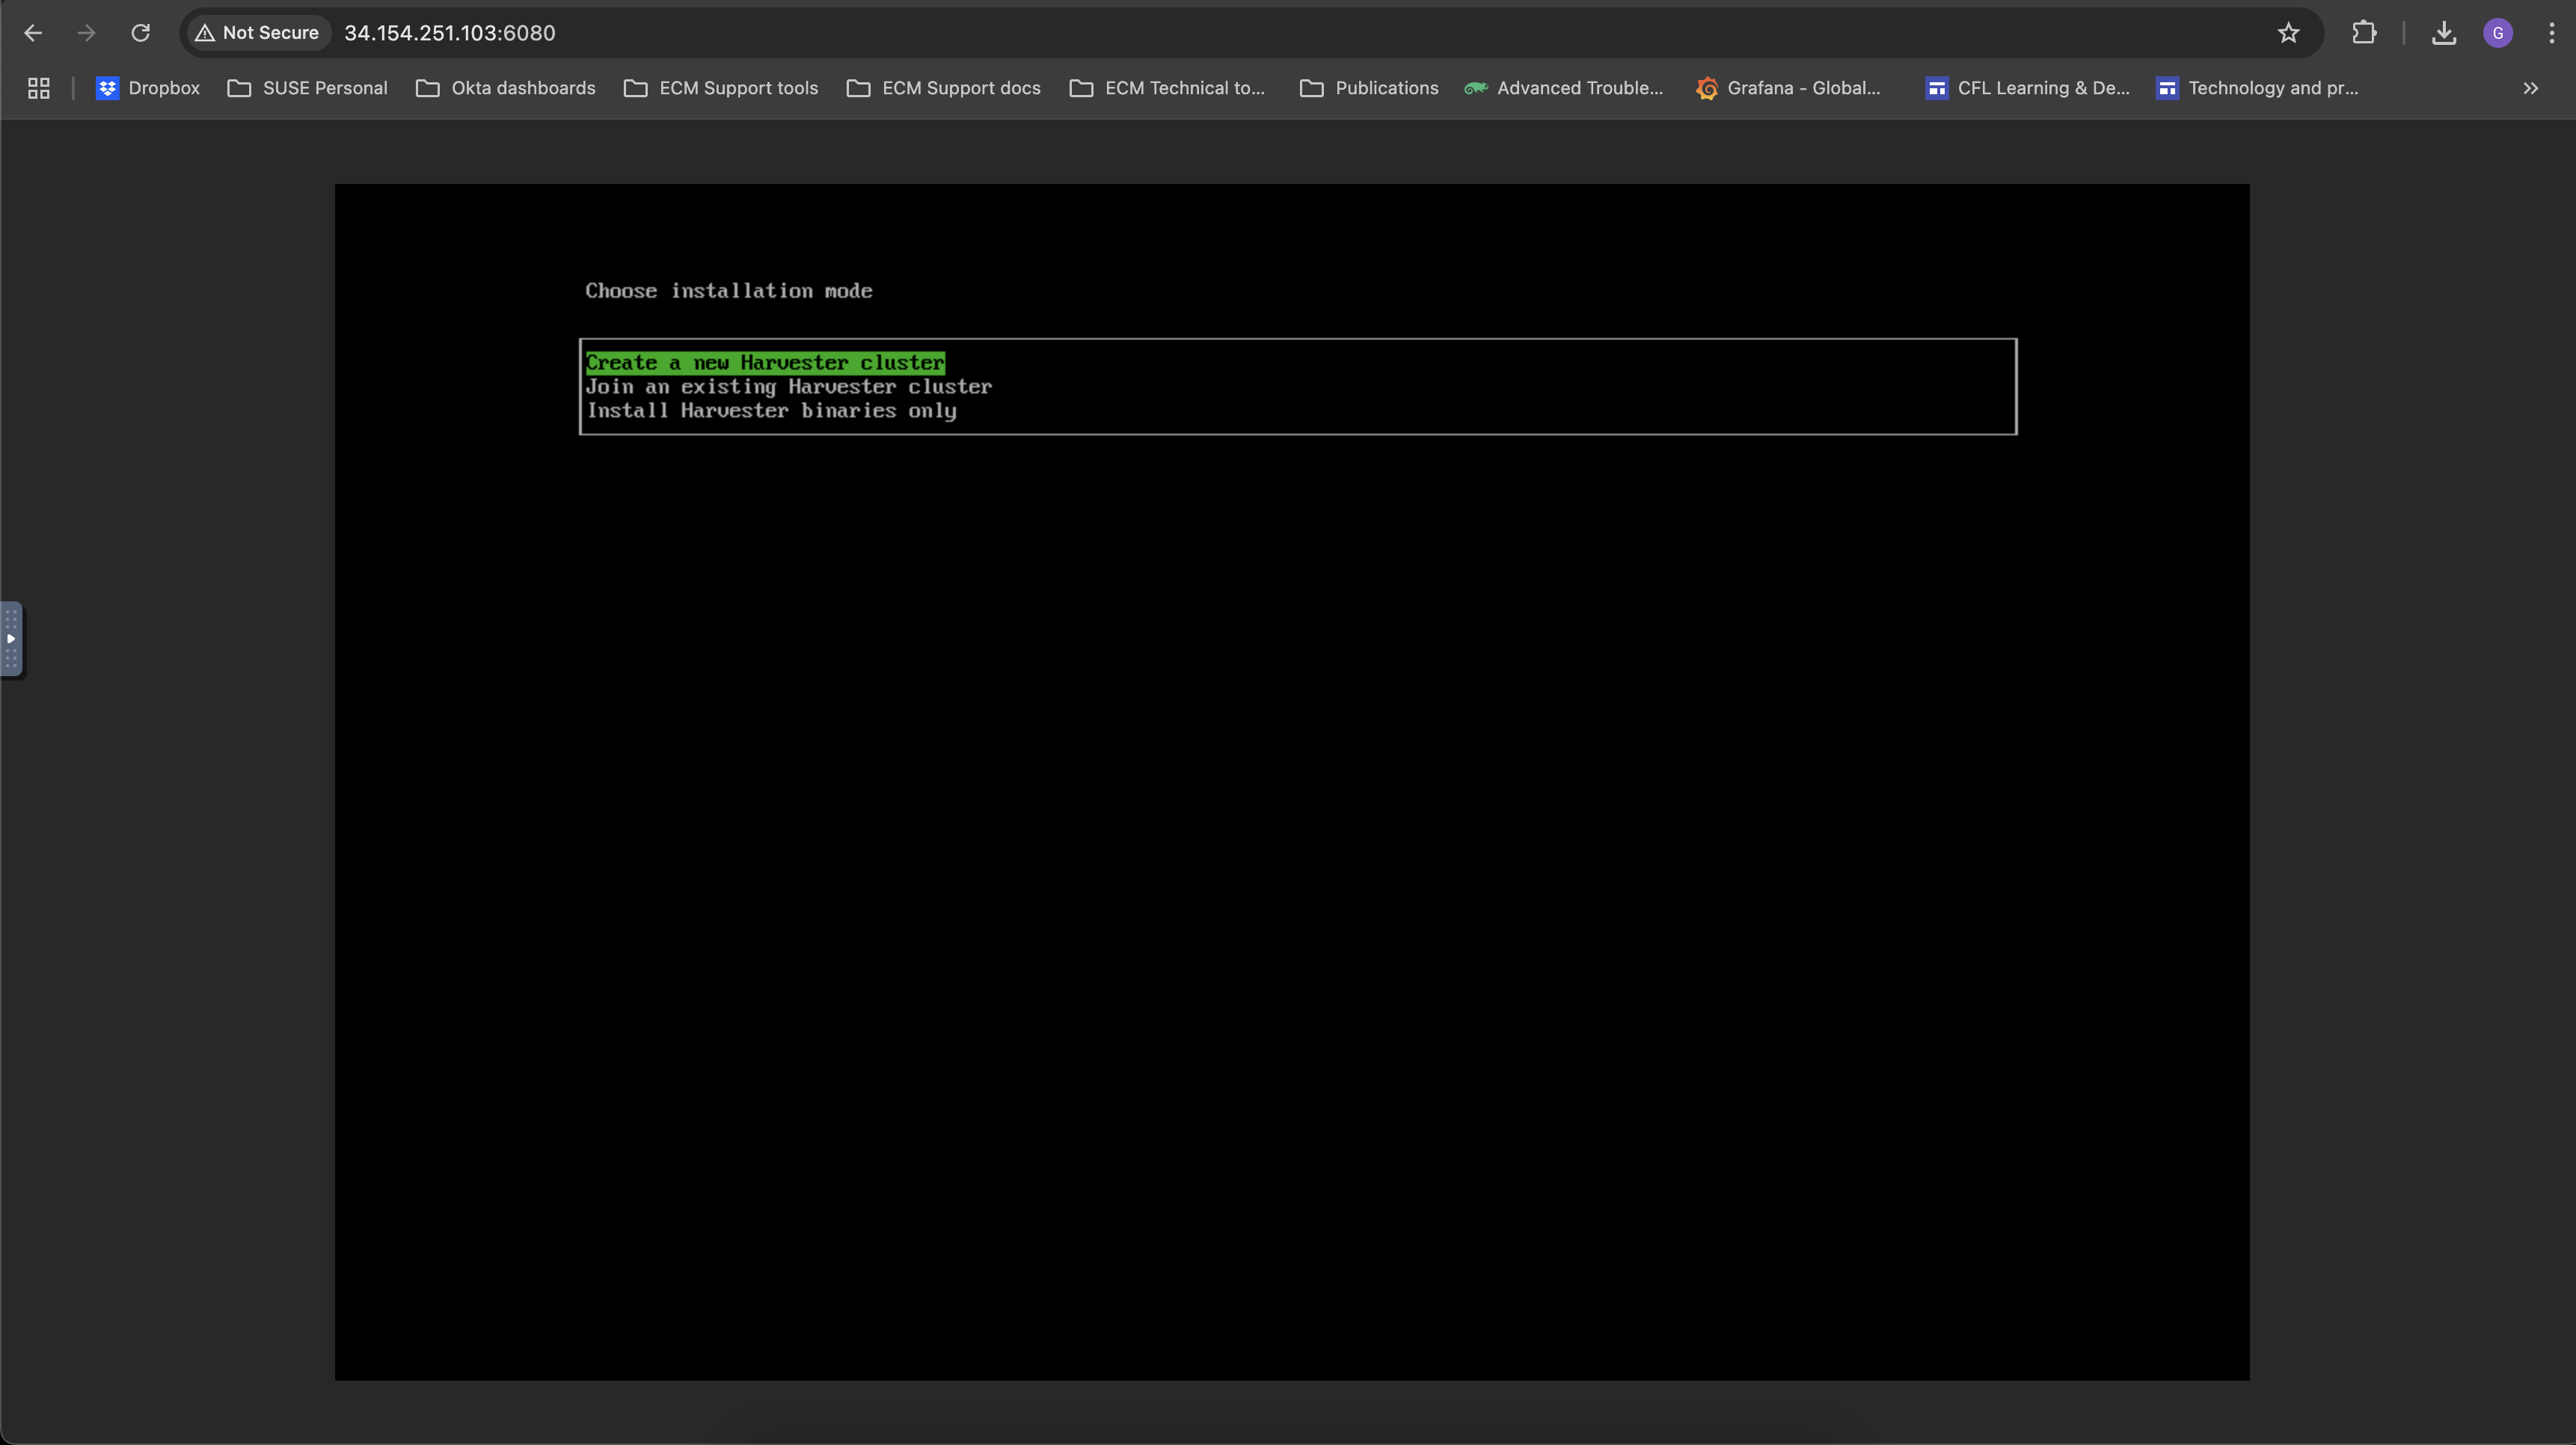 Not Secure 34.154.251.103:6080 G
Dropbox SUSE Personal Okta dashboards ECM Support tools ECM Support docs ECM Technical to... Publications Advanced Trouble... Grafana - Global... CFL Learning & De... Technology and pr... »
Choose installation mode
Create a new Harvester cluster
Join an existing Harvester cluster
Install Harvester binaries only